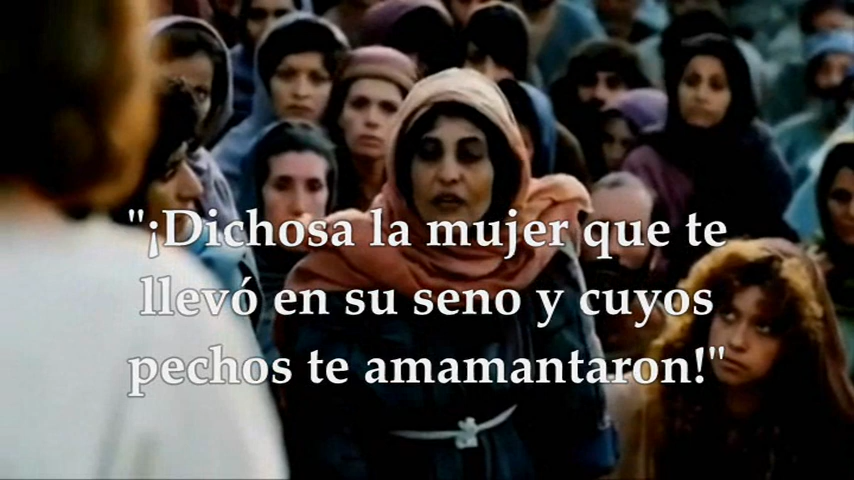 "¡Dichosa la mujer que te
llevó en su seno y cuyos
pechos te amamantaron!"